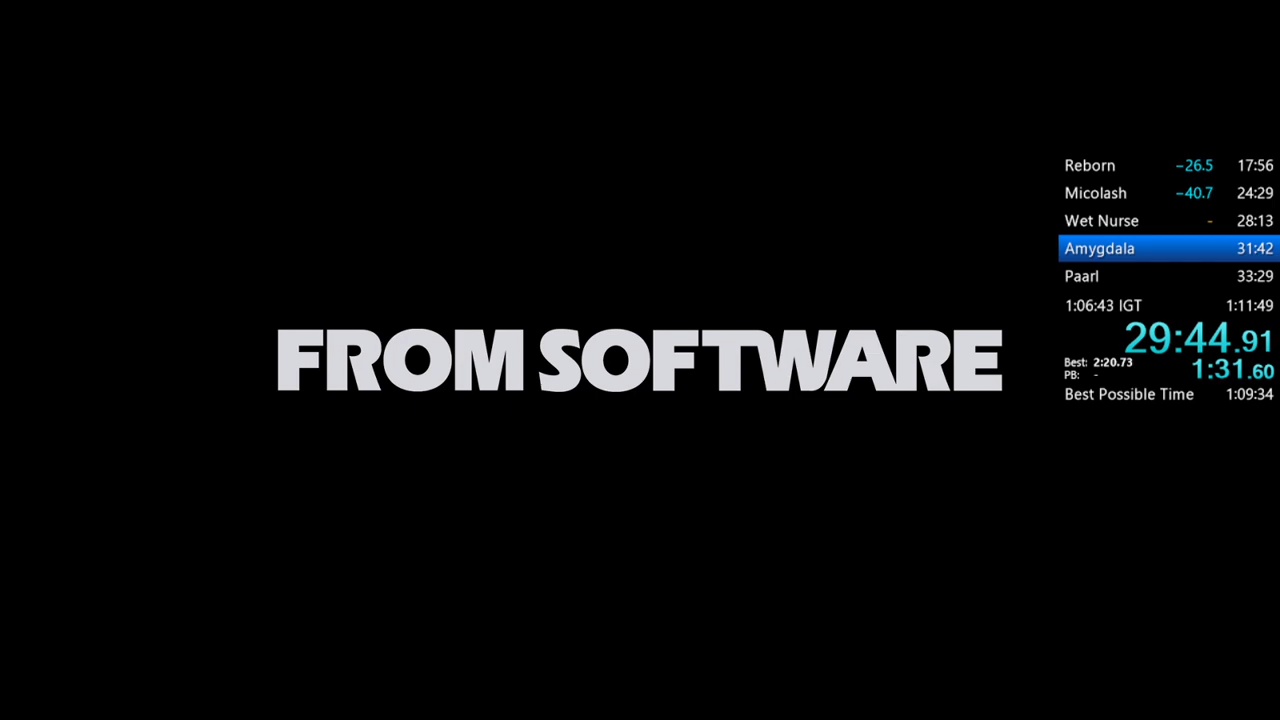 FROM SOFTWARE
Reborn -26.5 17:56
Micolash -40.7 24:29
Wet Nurse - 28:13
Amygdala 31:42
Paarl 33:29
1:06:43 IGT 1:11:49
29:44.91
Best: 2:20.73
PB: -
1:31.60
Best Possible Time 1:09:34